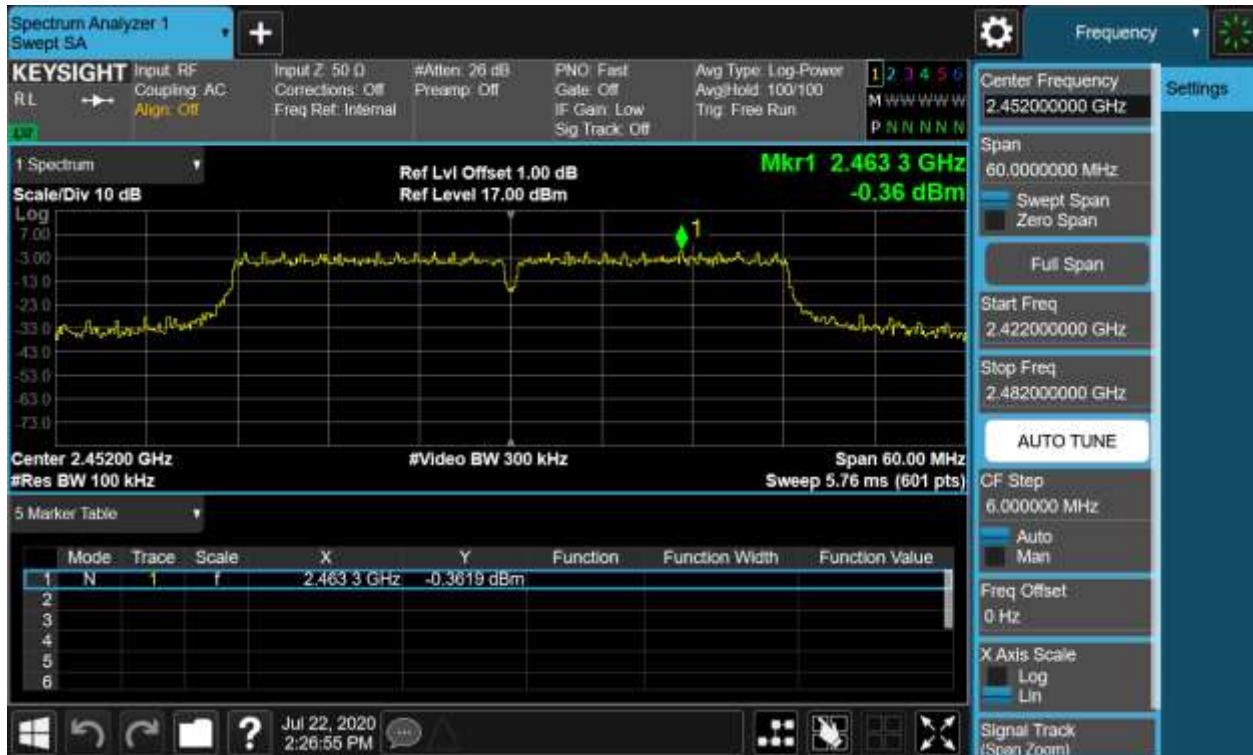 Spectrum Analyzer 1
Swept SA
+
Frequency
KEYSIGHT
RL
Input: RF
Coupling: AC
Align: Off
Input Z: 50 Ω
Corrections: Off
Freq Ref: Internal
#Atten: 26 dB
Preamp: Off
PNO: Fast
Gate: Off
IF Gain: Low
Sig Track: Off
Avg Type: Log-Power
Avg|Hold: 100/100
Trig: Free Run
1 2 3 4 5 6
M W W W W W
P N N N N N
Center Frequency
2.452000000 GHz
Settings
Span
60.0000000 MHz
Swept Span
Zero Span
Full Span
Start Freq
2.422000000 GHz
Stop Freq
2.482000000 GHz
AUTO TUNE
CF Step
6.000000 MHz
Auto
Man
Freq Offset
0 Hz
X Axis Scale
Log
Lin
Signal Track
(Span Zoom)
1 Spectrum
Scale/Div 10 dB
Ref Lvl Offset 1.00 dB
Ref Level 17.00 dBm
Mkr1 2.463 3 GHz
-0.36 dBm
Log
7.00
-3.00
-13.0
-23.0
-33.0
-43.0
-53.0
-63.0
-73.0
1
Center 2.45200 GHz
#Video BW 300 kHz
Span 60.00 MHz
#Res BW 100 kHz
Sweep 5.76 ms (601 pts)
5 Marker Table
Mode Trace Scale X Y Function Function Width Function Value
1 N 1 f 2.463 3 GHz -0.3619 dBm
2
3
4
5
6
?
Jul 22, 2020
2:26:55 PM